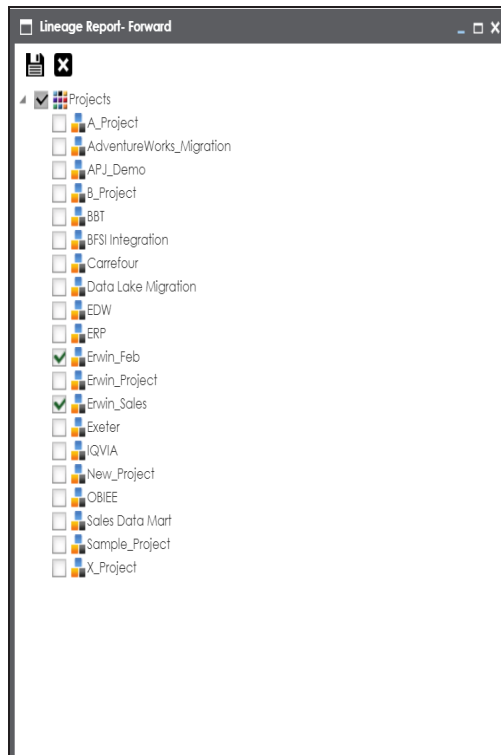 Lineage Report- Forward
Projects
A_Project
AdventureWorks_Migration
APJ_Demo
B_Project
BBT
BFSI Integration
Carrefour
Data Lake Migration
EDW
ERP
Erwin_Feb
Erwin_Project
Erwin_Sales
Exeter
IQVIA
New_Project
OBIEE
Sales Data Mart
Sample_Project
X_Project